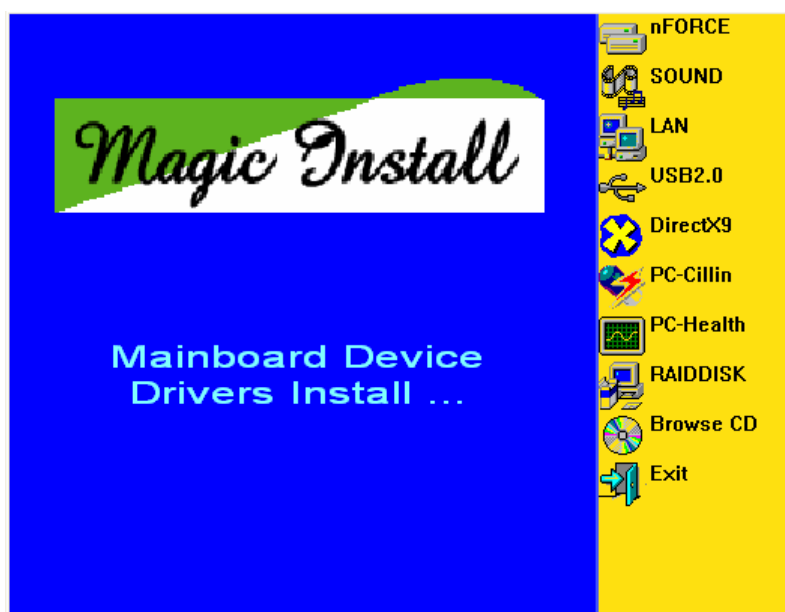 Magic Install
Mainboard Device
Drivers Install ...
nFORCE
SOUND
LAN
USB2.0
DirectX9
PC-Cillin
PC-Health
RAIDDISK
Browse CD
Exit